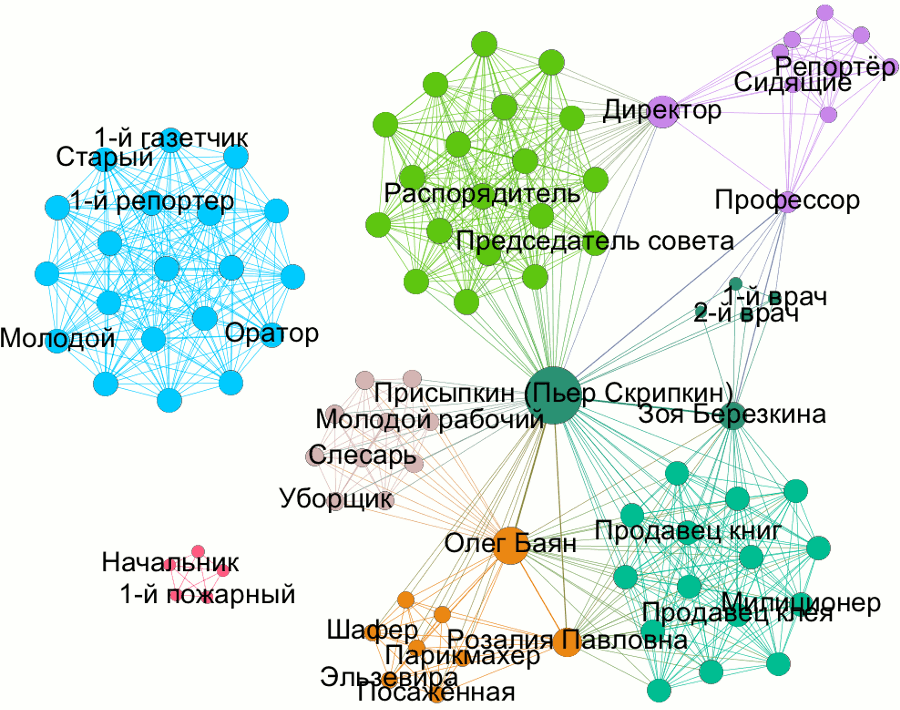 Репортёр
Сидящие
Директор
1-й газетчик
Старый
1-й репортер
Распорядитель
Профессор
Председатель совета
1-й врач
2-й врач
Молодой
Оратор
Присыпкин (Пьер Скрипкин)
Молодой рабочий
Зоя Березкина
Слесарь
Уборщик
Продавец книг
Олег Баян
Начальник
1-й пожарный
Милиционер
Продавец клея
Шафер
Розалия Павловна
Парикмахер
Эльзевира
Посаженная